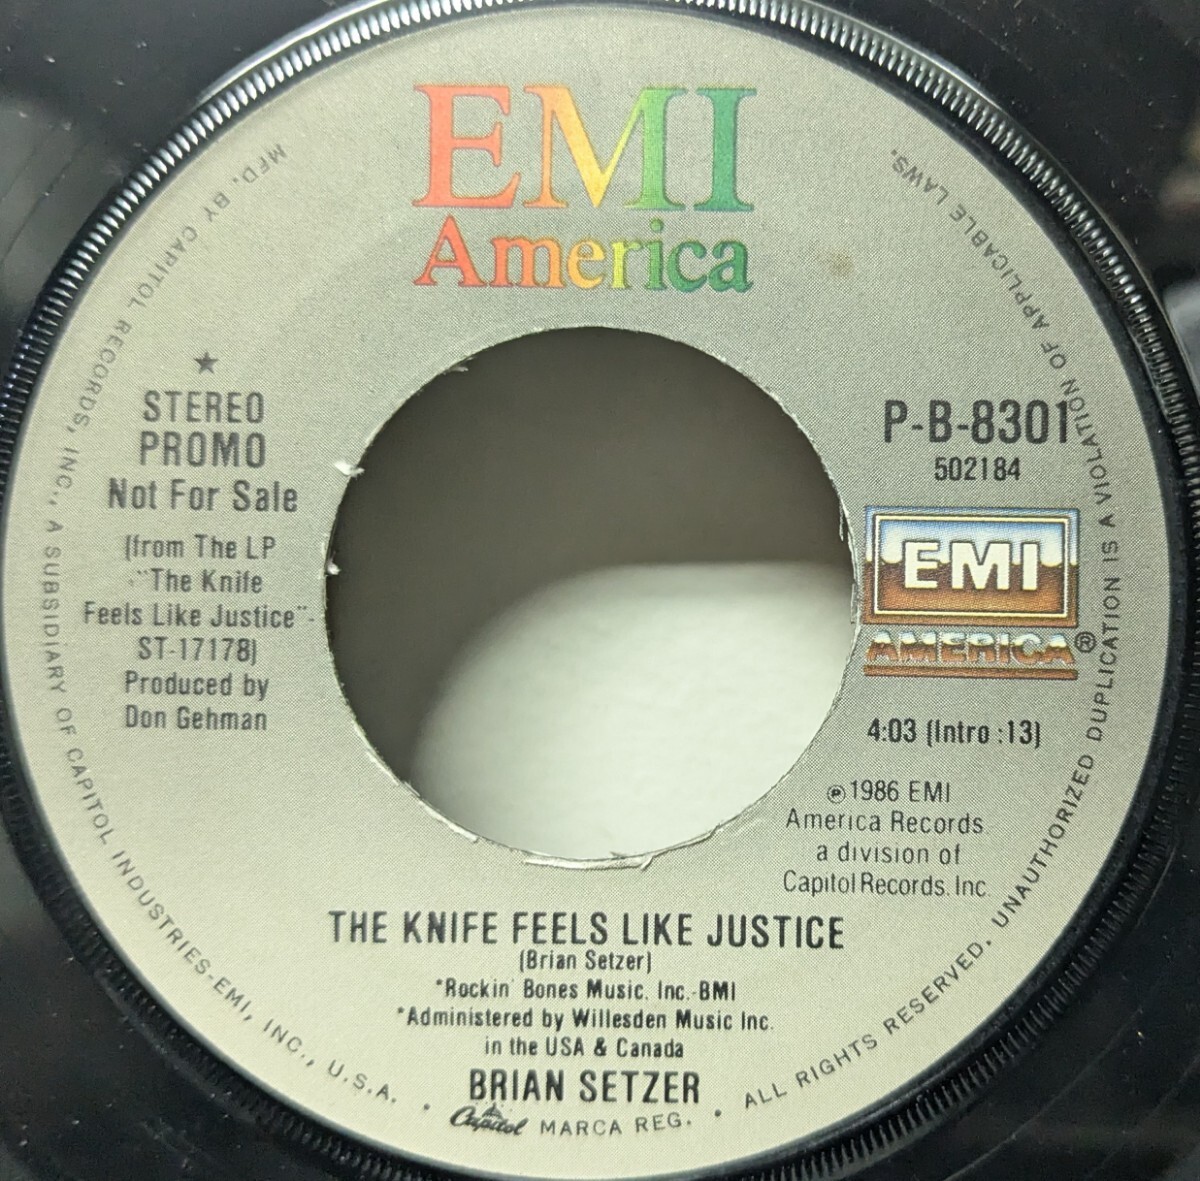 EMI
America
★
STEREO
PROMO
Not For Sale
(from The LP
"The Knife
Feels Like Justice"-
ST-17178)
Produced by
Don Gehman
P-B-8301
502184
EMI
AMERICA®
4:03 (Intro :13)
℗1986 EMI
America Records
a division of
Capitol Records. Inc.
THE KNIFE FEELS LIKE JUSTICE
(Brian Setzer)
*Rockin' Bones Music. Inc.-BMI
*Administered by Willesden Music Inc.
in the USA & Canada
BRIAN SETZER
MFD. BY CAPITOL RECORDS, INC., A SUBSIDIARY OF CAPITOL INDUSTRIES-EMI, INC., U.S.A. • Capitol MARCA REG. • ALL RIGHTS RESERVED. UNAUTHORIZED DUPLICATION IS A VIOLATION OF APPLICABLE LAWS.